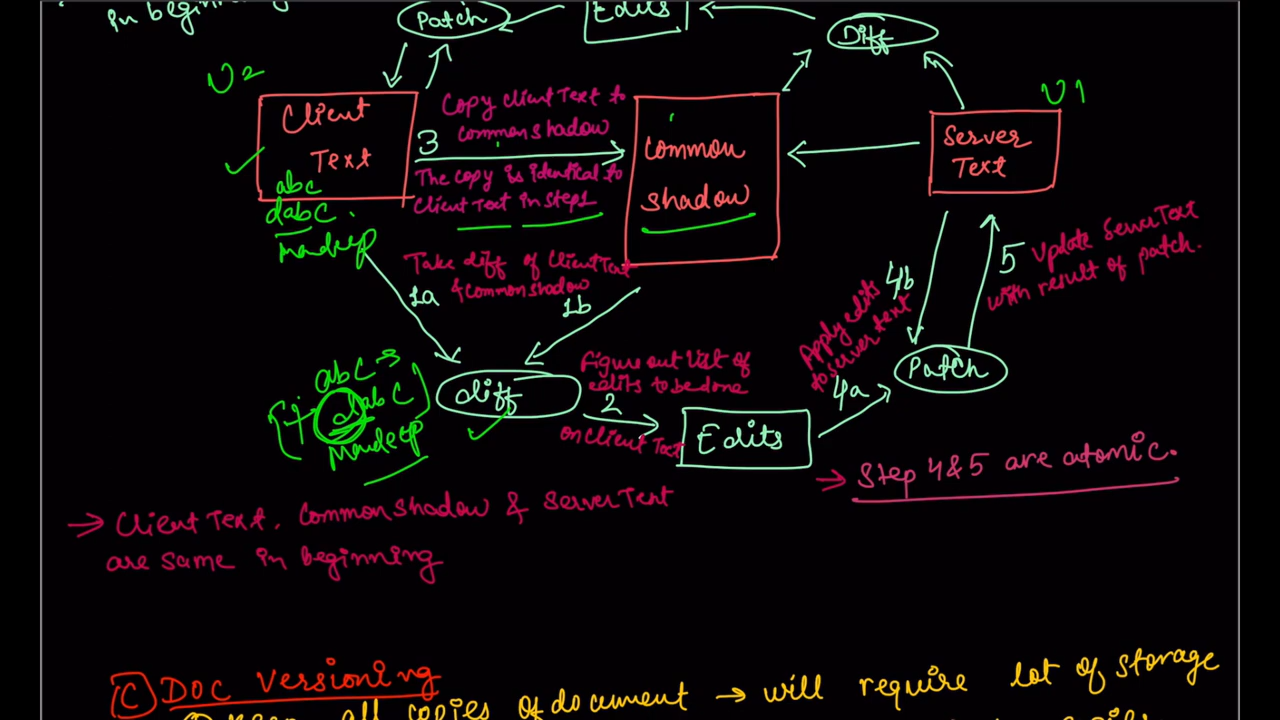 in beginning
Patch
Edits
Diff
V2
V1
Client
Text
abc
dabc
mandeep
3
Copy Client Text to
common shadow
The copy is identical to
Client Text in Step1
common
shadow
Server
Text
Take diff of Client Text
& Common shadow
1a
1b
5 Update Server Text
with result of patch.
Apply edits
to server text
4b
4a
Patch
abc →
+ dabc
Mandeep
diff
Figure out list of
edits to be done
2
on Client Text
Edits
→ Step 4&5 are atomic.
→ Client Text, Common shadow & Server Text
are same in beginning
(C) Doc Versioning
all copies of document → will require lot of storage